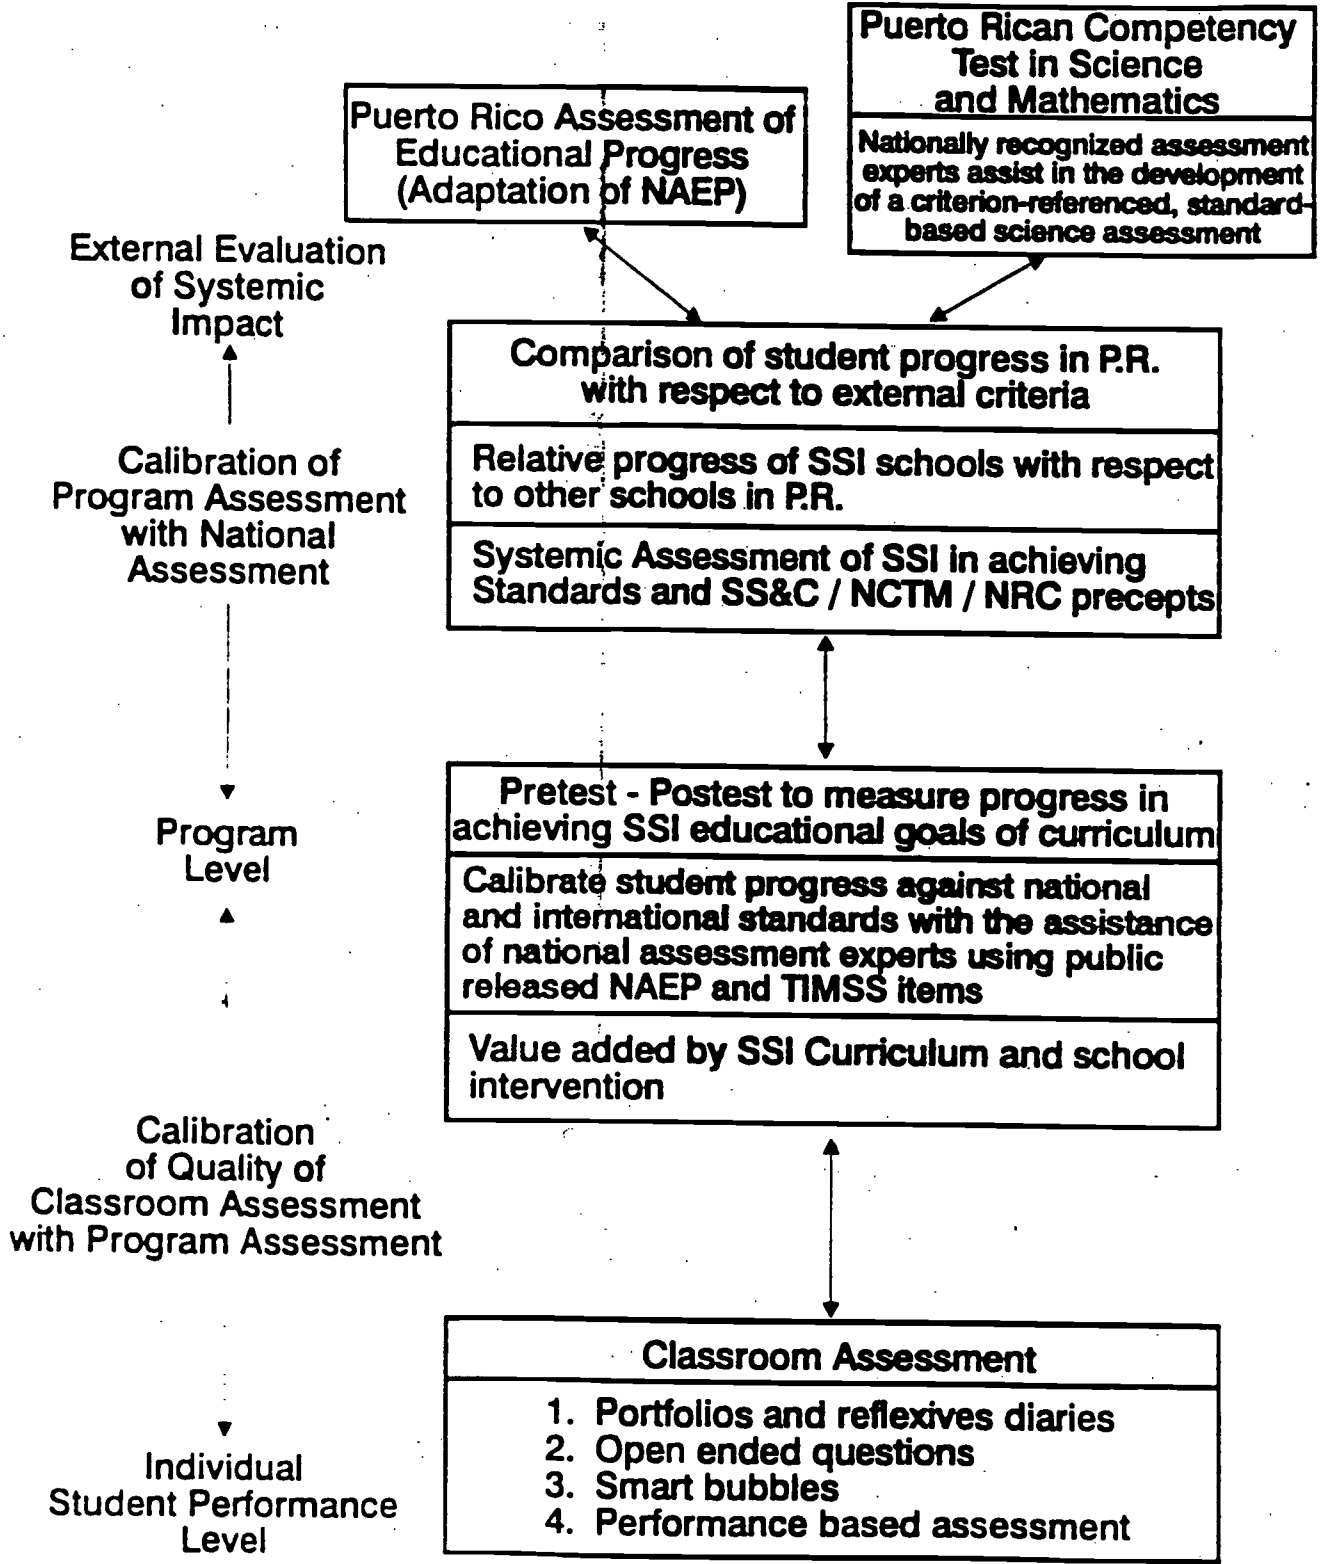 Puerto Rican Competency
Test in Science
and Mathematics
Nationally recognized assessment
experts assist in the development
of a criterion-referenced, standard-
based science assessment
Puerto Rico Assessment of
Educational Progress
(Adaptation of NAEP)
External Evaluation
of Systemic
Impact
Comparison of student progress in P.R.
with respect to external criteria
Relative progress of SSI schools with respect
to other schools in P.R.
Systemic Assessment of SSI in achieving
Standards and SS&C / NCTM / NRC precepts
Calibration of
Program Assessment
with National
Assessment
Program
Level
Pretest - Postest to measure progress in
achieving SSI educational goals of curriculum
Calibrate student progress against national
and international standards with the assistance
of national assessment experts using public
released NAEP and TIMSS items
Value added by SSI Curriculum and school
intervention
Calibration
of Quality of
Classroom Assessment
with Program Assessment
Classroom Assessment
1. Portfolios and reflexives diaries
2. Open ended questions
3. Smart bubbles
4. Performance based assessment
Individual
Student Performance
Level